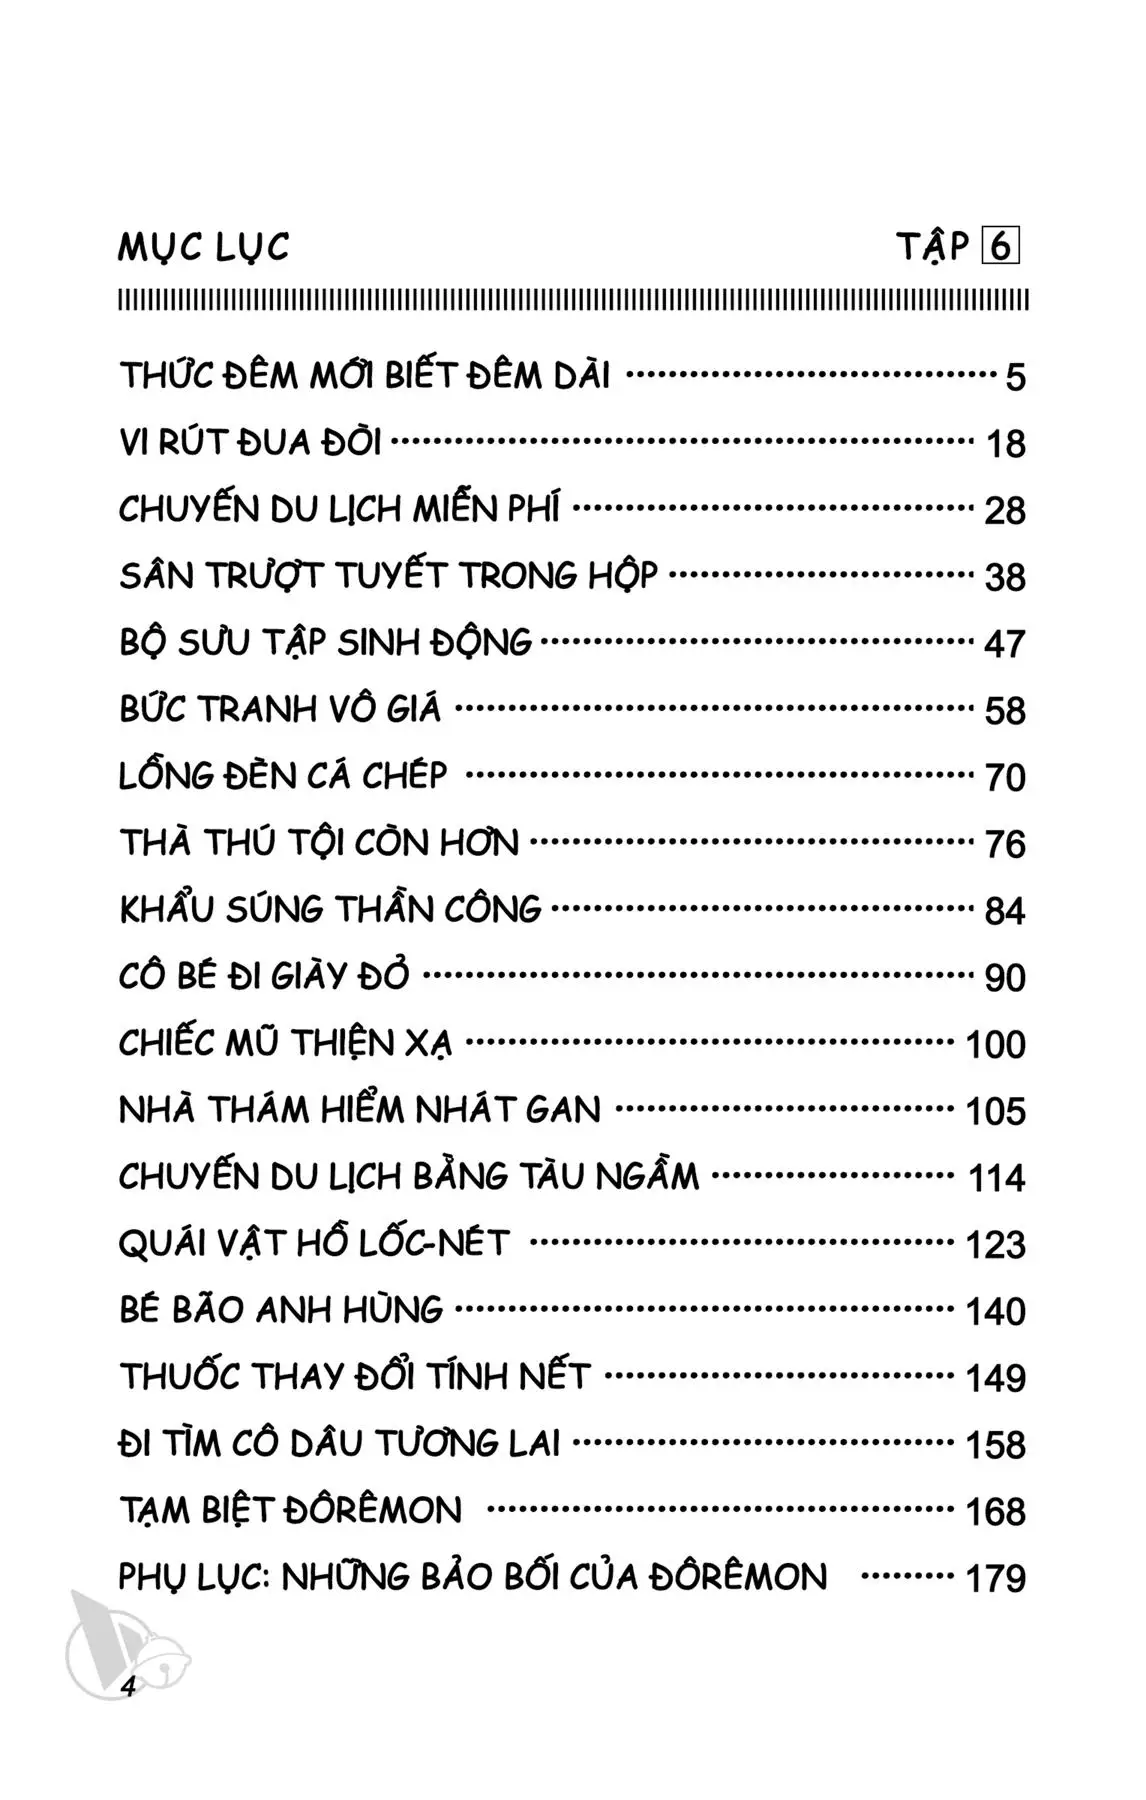 MỤC LỤC TẬP 6
THỨC ĐÊM MỚI BIẾT ĐÊM DÀI 5
VI RÚT ĐUA ĐÒI 18
CHUYẾN DU LỊCH MIỄN PHÍ 28
SÂN TRƯỢT TUYẾT TRONG HỘP 38
BỘ SƯU TẬP SINH ĐỘNG 47
BỨC TRANH VÔ GIÁ 58
LỒNG ĐÈN CÁ CHÉP 70
THÀ THÚ TỘI CÒN HƠN 76
KHẨU SÚNG THẦN CÔNG 84
CÔ BÉ ĐI GIÀY ĐỎ 90
CHIẾC MŨ THIỆN XẠ 100
NHÀ THÁM HIỂM NHÁT GAN 105
CHUYẾN DU LỊCH BẰNG TÀU NGẦM 114
QUÁI VẬT HỒ LỐC-NÉT 123
BÉ BÃO ANH HÙNG 140
THUỐC THAY ĐỔI TÍNH NẾT 149
ĐI TÌM CÔ DÂU TƯƠNG LAI 158
TẠM BIỆT ĐÔRÊMON 168
PHỤ LỤC: NHỮNG BẢO BỐI CỦA ĐÔRÊMON 179
4